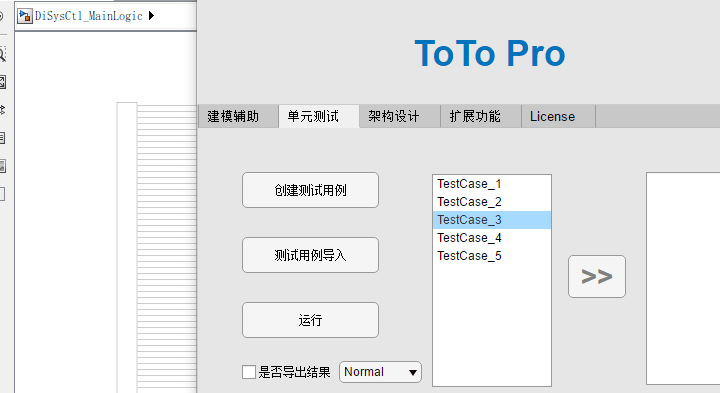 DiSysCtl_MainLogic
ToTo Pro
建模辅助 单元测试 架构设计 扩展功能 License
创建测试用例
测试用例导入
运行
是否导出结果 Normal
TestCase_1
TestCase_2
TestCase_3
TestCase_4
TestCase_5
>>